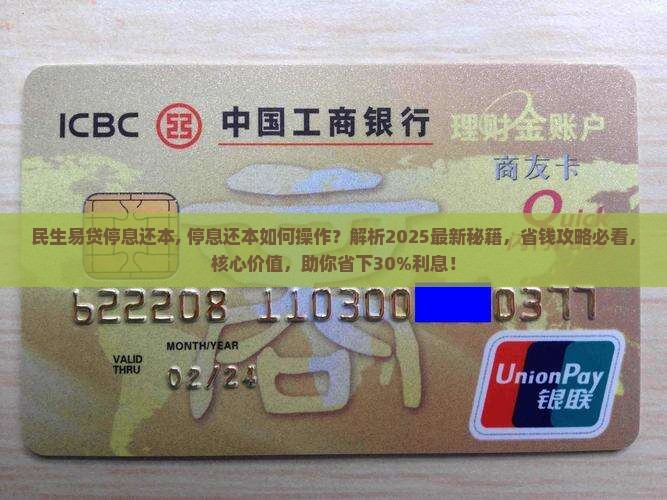 ICBC 中国工商银行 理财金账户
商友卡
Quick
民生易贷停息还本,停息还本如何操作?解析2025最新秘籍,省钱攻略必看,
核心价值,助你省下30%利息!
622208 110300 0377
MONTH/YEAR
VALID
THRU
02/24
UnionPay
银联